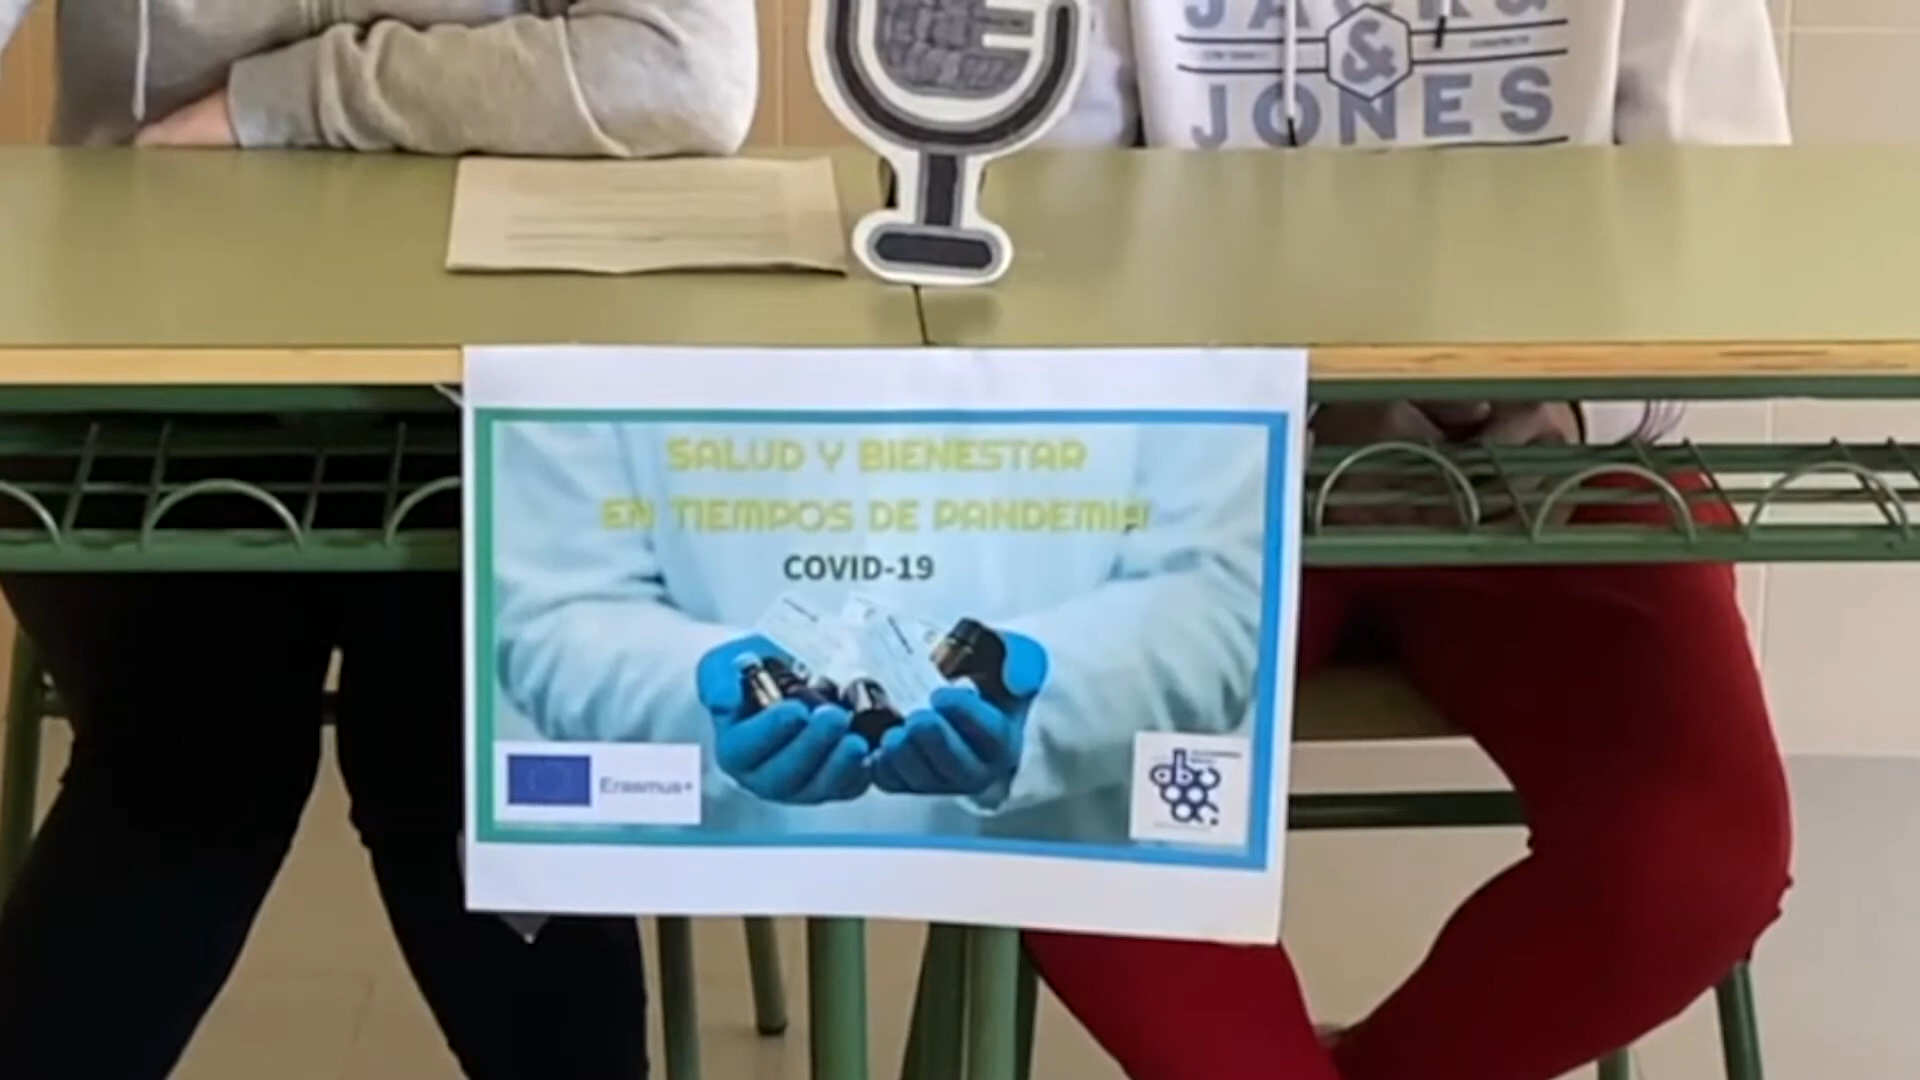 JACK &
&
JONES
SALUD Y BIENESTAR
EN TIEMPOS DE PANDEMIA
COVID-19
Erasmus+